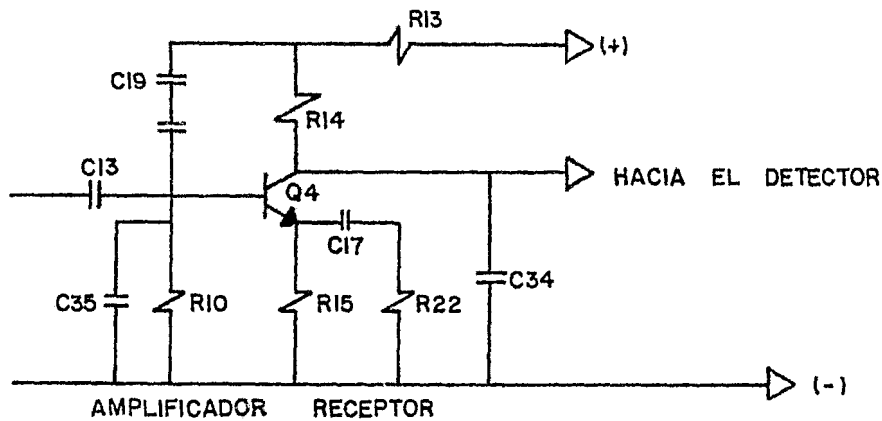 R13
(+)
C19
R14
C13
HACIA EL DETECTOR
Q4
C17
C34
C35
R10
R15
R22
(-)
AMPLIFICADOR RECEPTOR